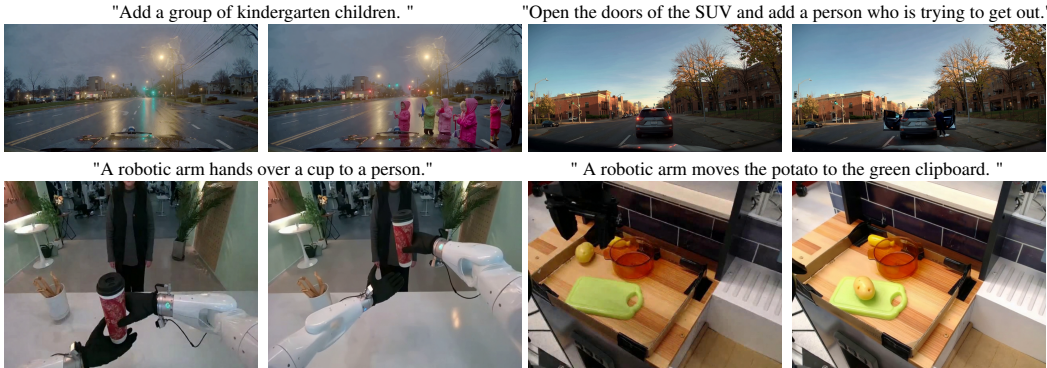 "Add a group of kindergarten children. "
"Open the doors of the SUV and add a person who is trying to get out."
"A robotic arm hands over a cup to a person."
" A robotic arm moves the potato to the green clipboard. "